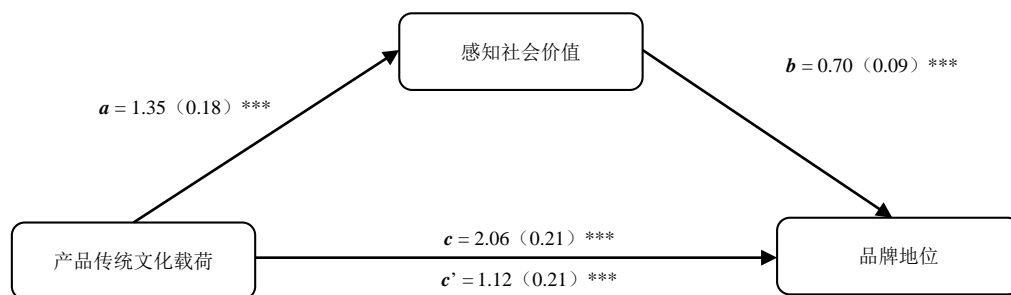 感知社会价值
b = 0.70（0.09）***
a = 1.35（0.18）***
产品传统文化载荷
c = 2.06（0.21）***
c’ = 1.12（0.21）***
品牌地位